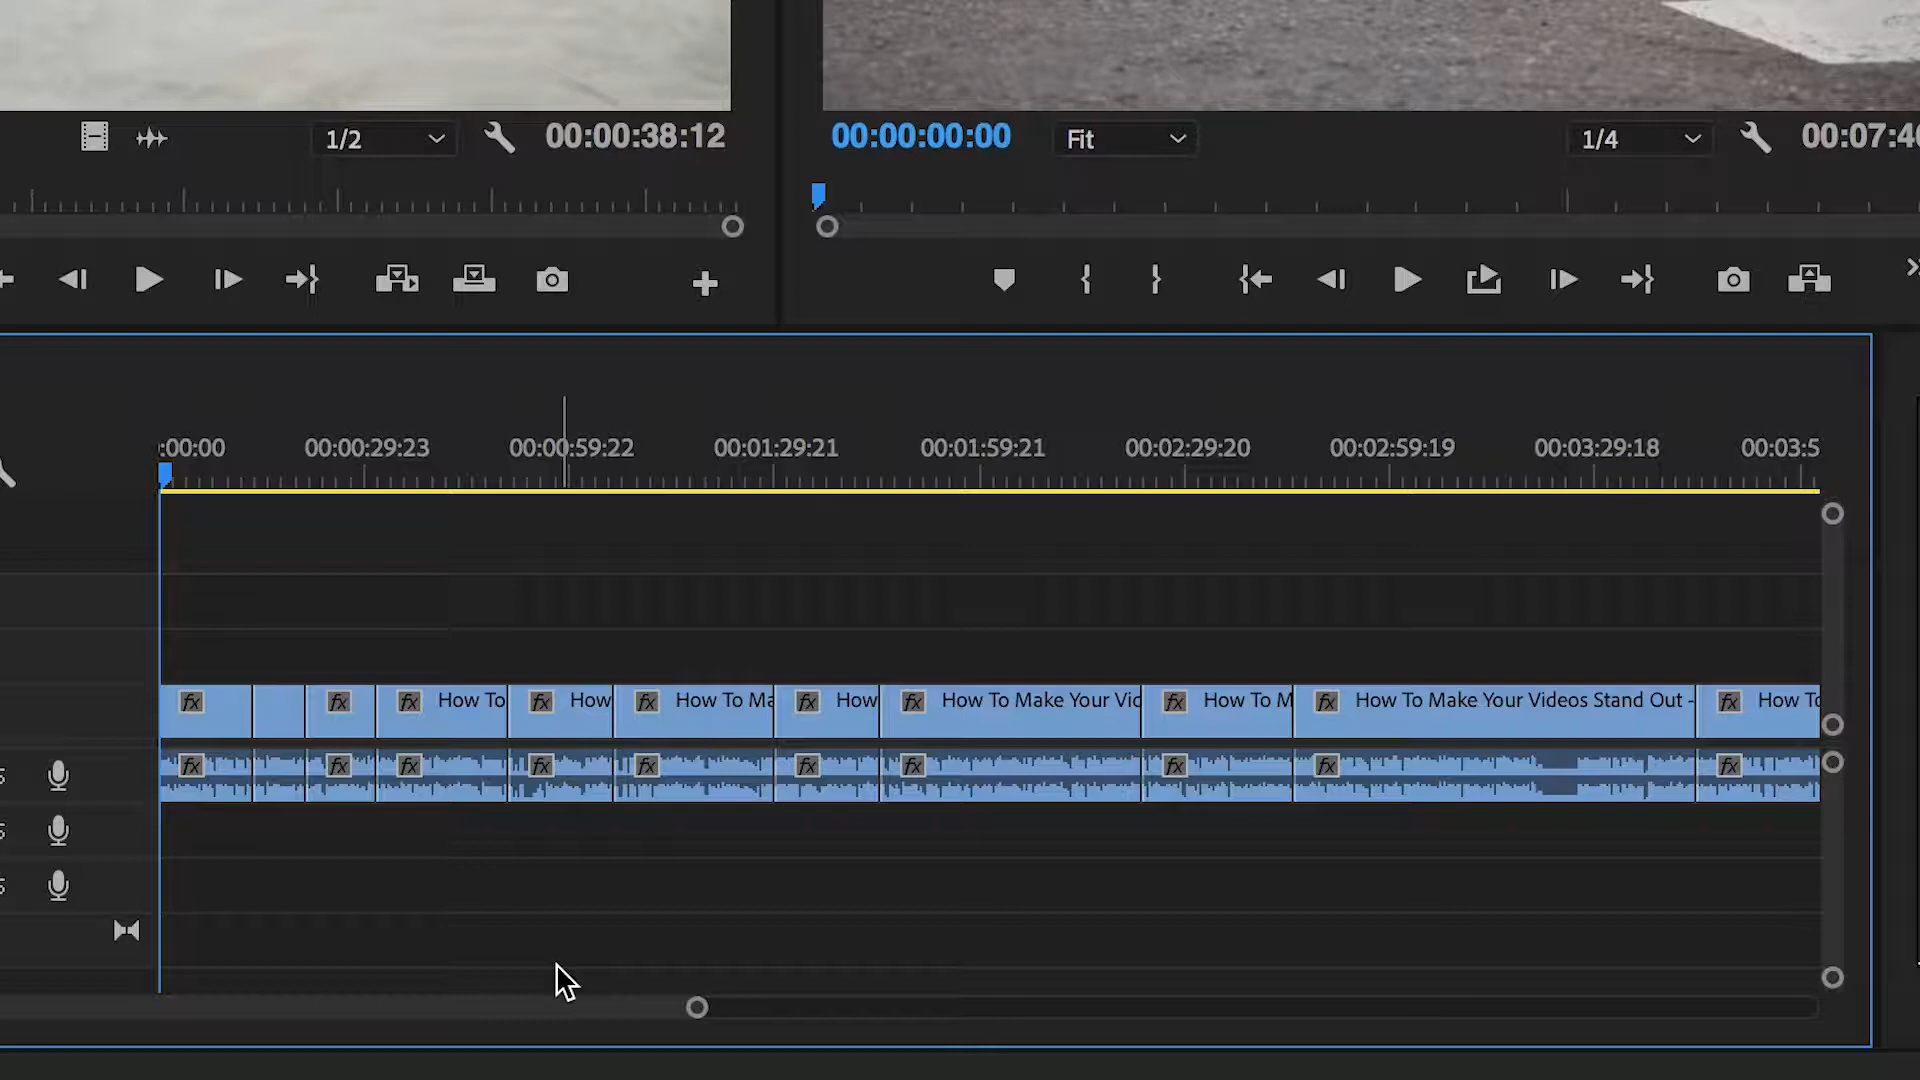 1/2
00:00:38:12
00:00:00:00
Fit
1/4
00:07:4
:00:00
00:00:29:23
00:00:59:22
00:01:29:21
00:01:59:21
00:02:29:20
00:02:59:19
00:03:29:18
00:03:5
fx
fx
fx How To
fx How
fx How To Ma
fx How
fx How To Make Your Vid
fx How To M
fx How To Make Your Videos Stand Out -
fx How To
fx
fx
fx
fx
fx
fx
fx
fx
fx
fx